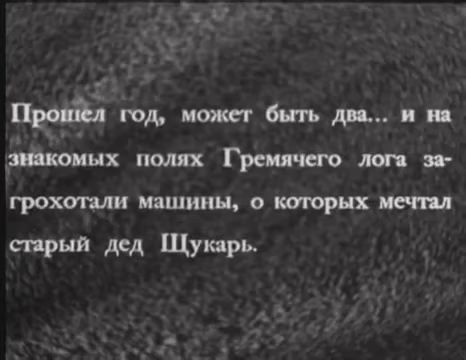 Прошел год, может быть два... и на
знакомых полях Гремячего лога за-
грохотали машины, о которых мечтал
старый дед Щукарь.